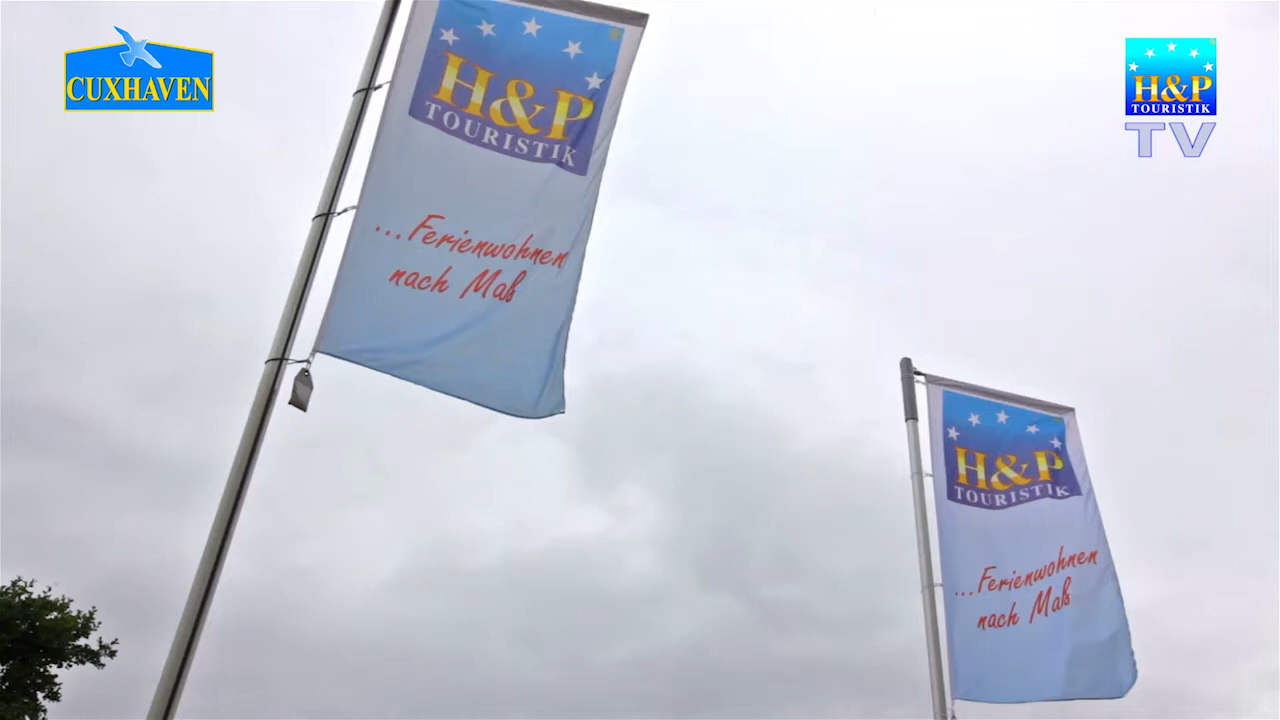 CUXHAVEN
H&P
TOURISTIK
TV
H&P
TOURISTIK
...Ferienwohnen
nach Maß
H&P
TOURISTIK
...Ferienwohnen
nach Maß